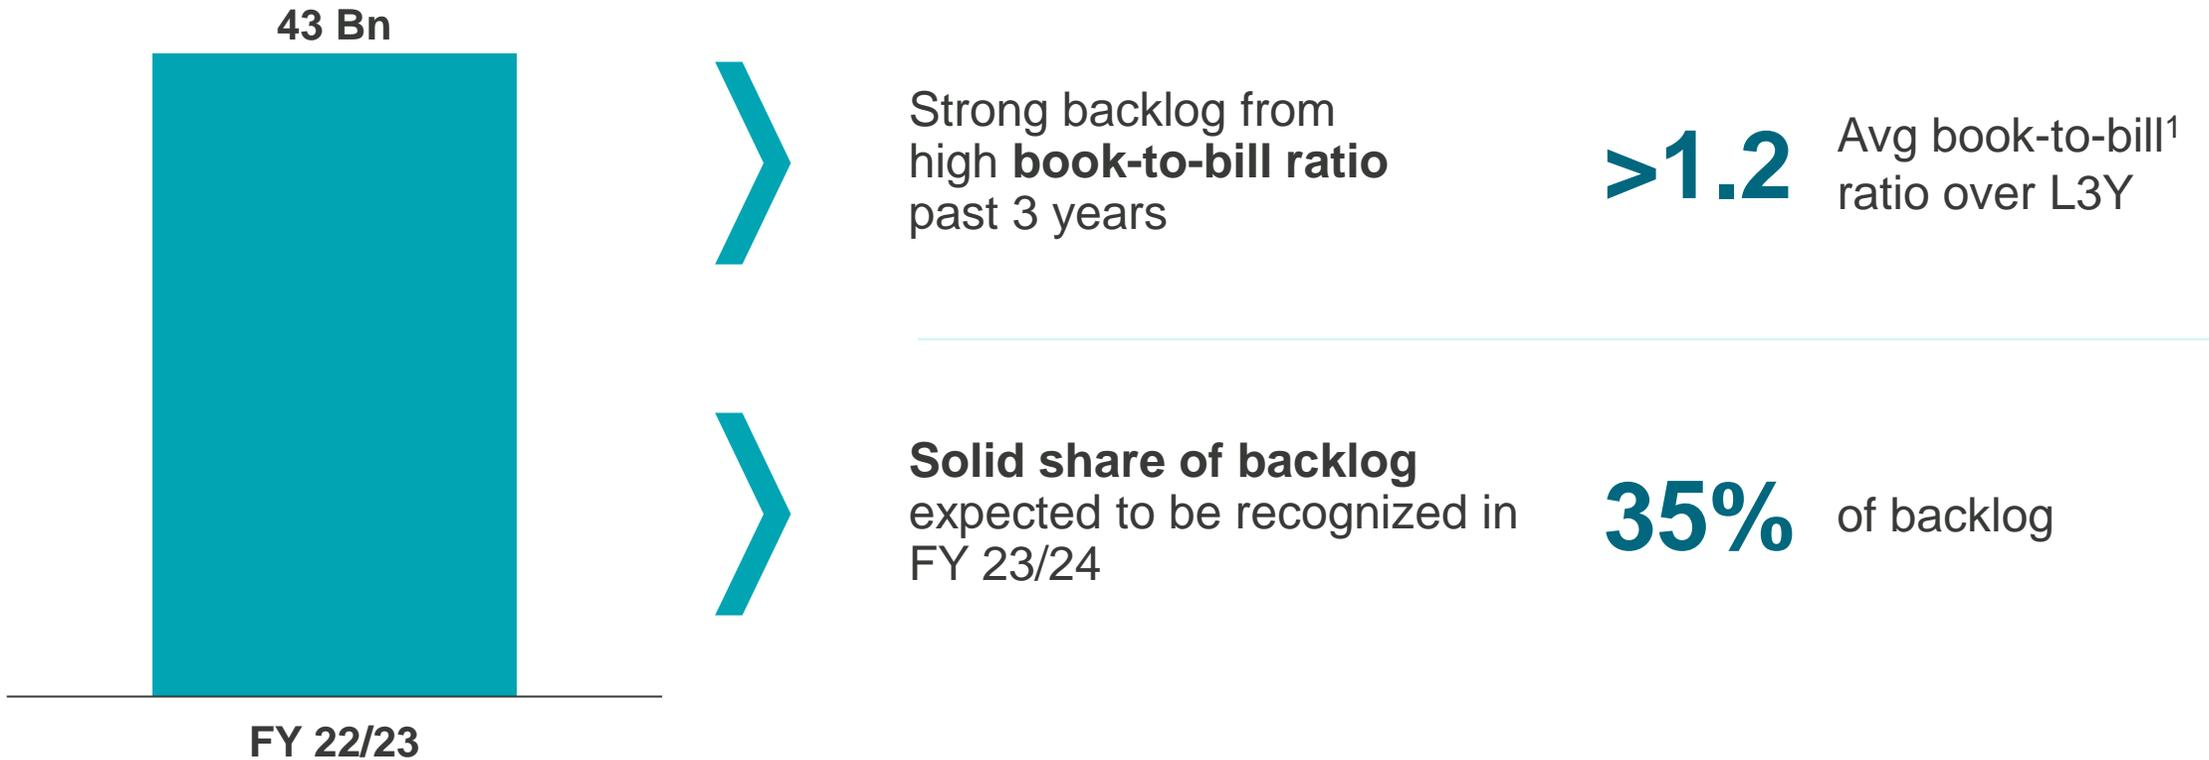 43 Bn
FY 22/23
Strong backlog from
high book-to-bill ratio
past 3 years
>1.2
Avg book-to-bill¹
ratio over L3Y
Solid share of backlog
expected to be recognized in
FY 23/24
35%
of backlog